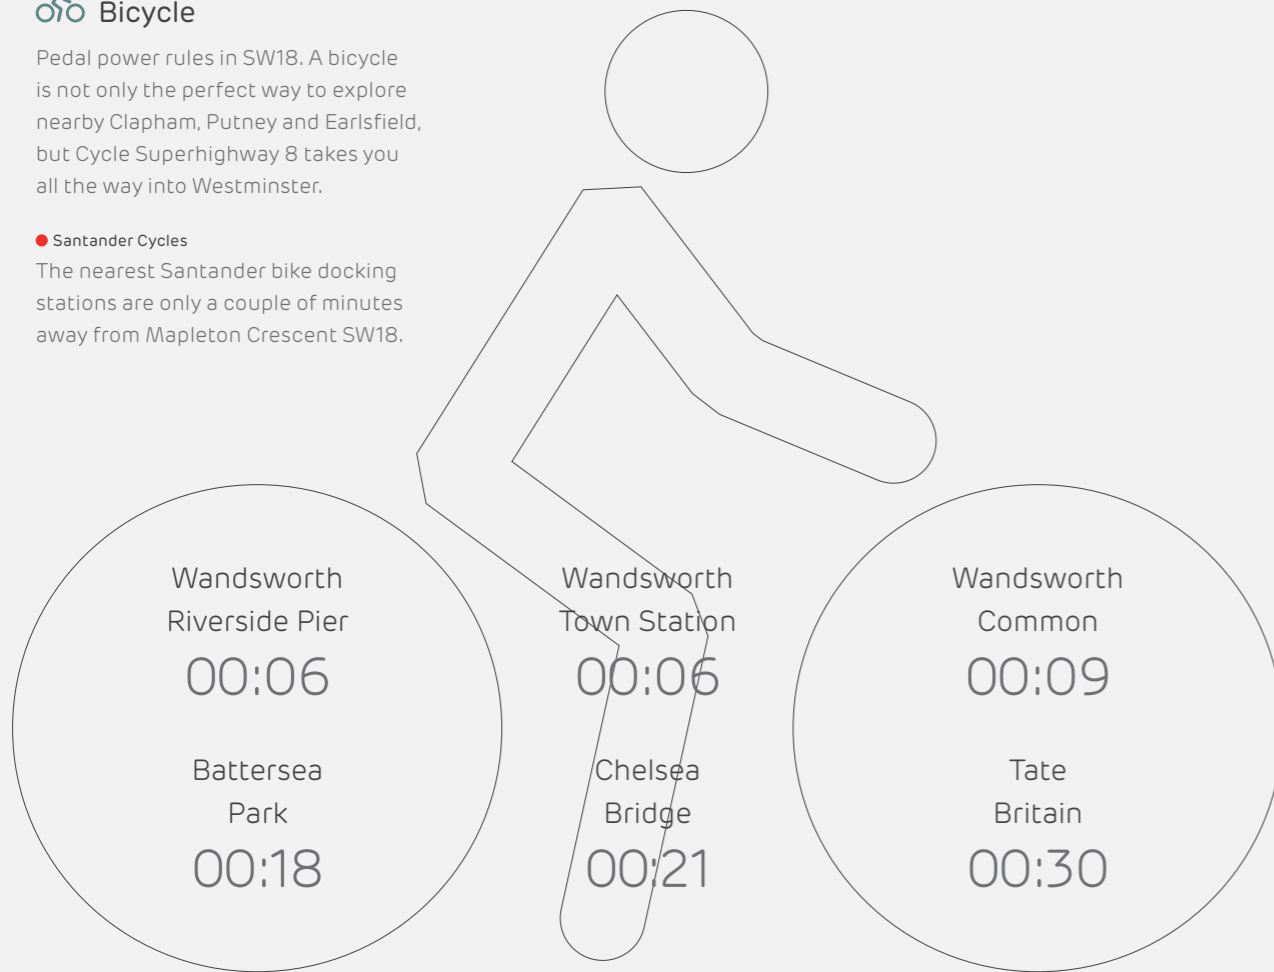 Bicycle
Pedal power rules in SW18. A bicycle
is not only the perfect way to explore
nearby Clapham, Putney and Earlsfield,
but Cycle Superhighway 8 takes you
all the way into Westminster.
Santander Cycles
The nearest Santander bike docking
stations are only a couple of minutes
away from Mapleton Crescent SW18.
Wandsworth
Riverside Pier
00:06
Wandsworth
Town Station
00:06
Wandsworth
Common
00:09
Battersea
Park
00:18
Chelsea
Bridge
00:21
Tate
Britain
00:30